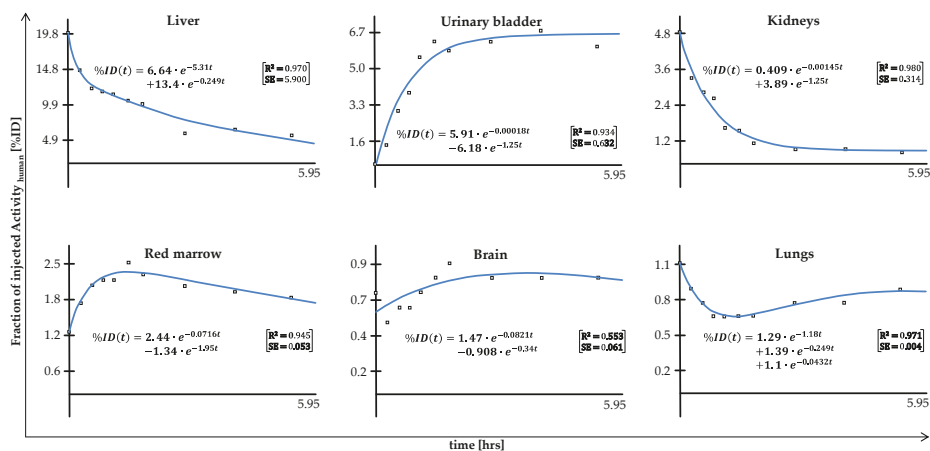 Fraction of injected Activity human [%ID]
Liver
19.8
14.8
9.9
4.9
%ID(t) = 6.64 · e^-5.31t
+13.4 · e^-0.249t
R² = 0.970
SE = 5.900
5.95
Urinary bladder
6.7
5.0
3.3
1.6
%ID(t) = 5.91 · e^-0.00018t
−6.18 · e^-1.25t
R² = 0.934
SE = 0.632
5.95
Kidneys
4.8
3.6
2.4
1.2
%ID(t) = 0.409 · e^-0.00145t
+3.89 · e^-1.25t
R² = 0.980
SE = 0.314
5.95
Red marrow
2.5
1.8
1.2
0.6
%ID(t) = 2.44 · e^-0.0716t
−1.34 · e^-1.95t
R² = 0.945
SE = 0.053
5.95
Brain
0.9
0.7
0.4
0.2
%ID(t) = 1.47 · e^-0.0821t
−0.908 · e^-0.34t
R² = 0.553
SE = 0.061
5.95
Lungs
1.1
0.8
0.5
0.2
%ID(t) = 1.29 · e^-1.18t
+1.39 · e^-0.249t
+1.1 · e^-0.0432t
R² = 0.971
SE = 0.004
5.95
time [hrs]